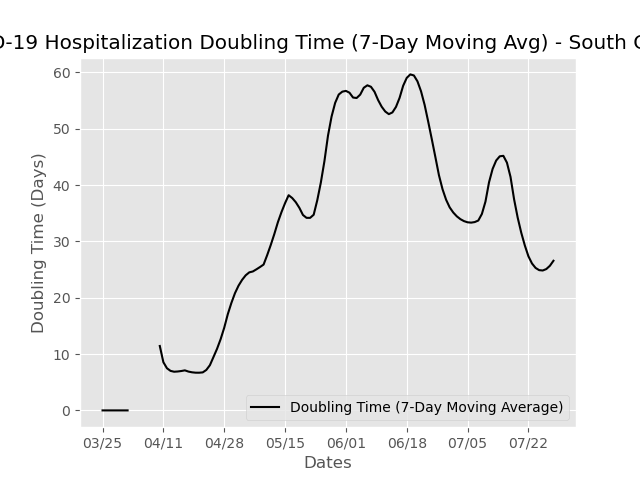 -19 Hospitalization Doubling Time (7-Day Moving Avg) - South
60
50
40
30
20
10
0
Doubling Time (Days)
Doubling Time (7-Day Moving Average)
03/25 04/11 04/28 05/15 06/01 06/18 07/05 07/22
Dates